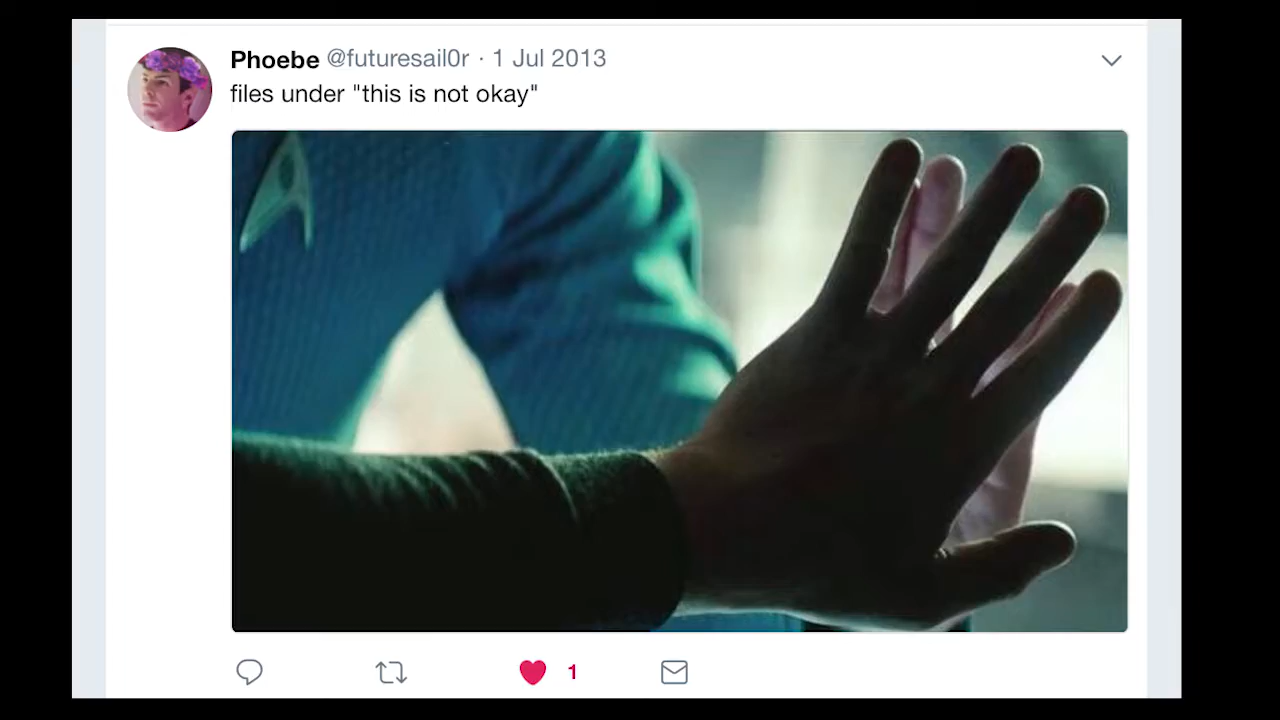 Phoebe @futuresail0r · 1 Jul 2013
files under "this is not okay"
1